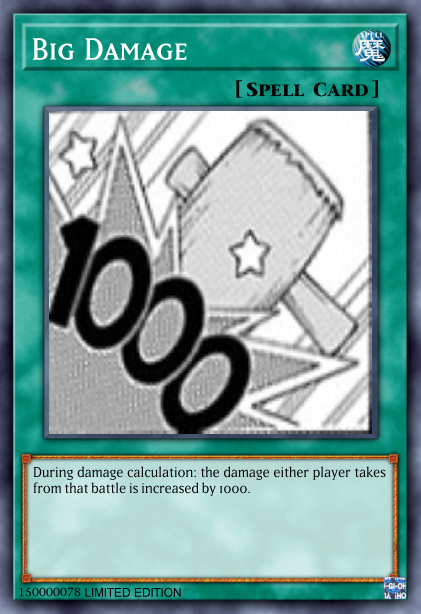 Big Damage
SPELL
魔
[Spell Card]
1000
During damage calculation: the damage either player takes
from that battle is increased by 1000.
150000078 LIMITED EDITION